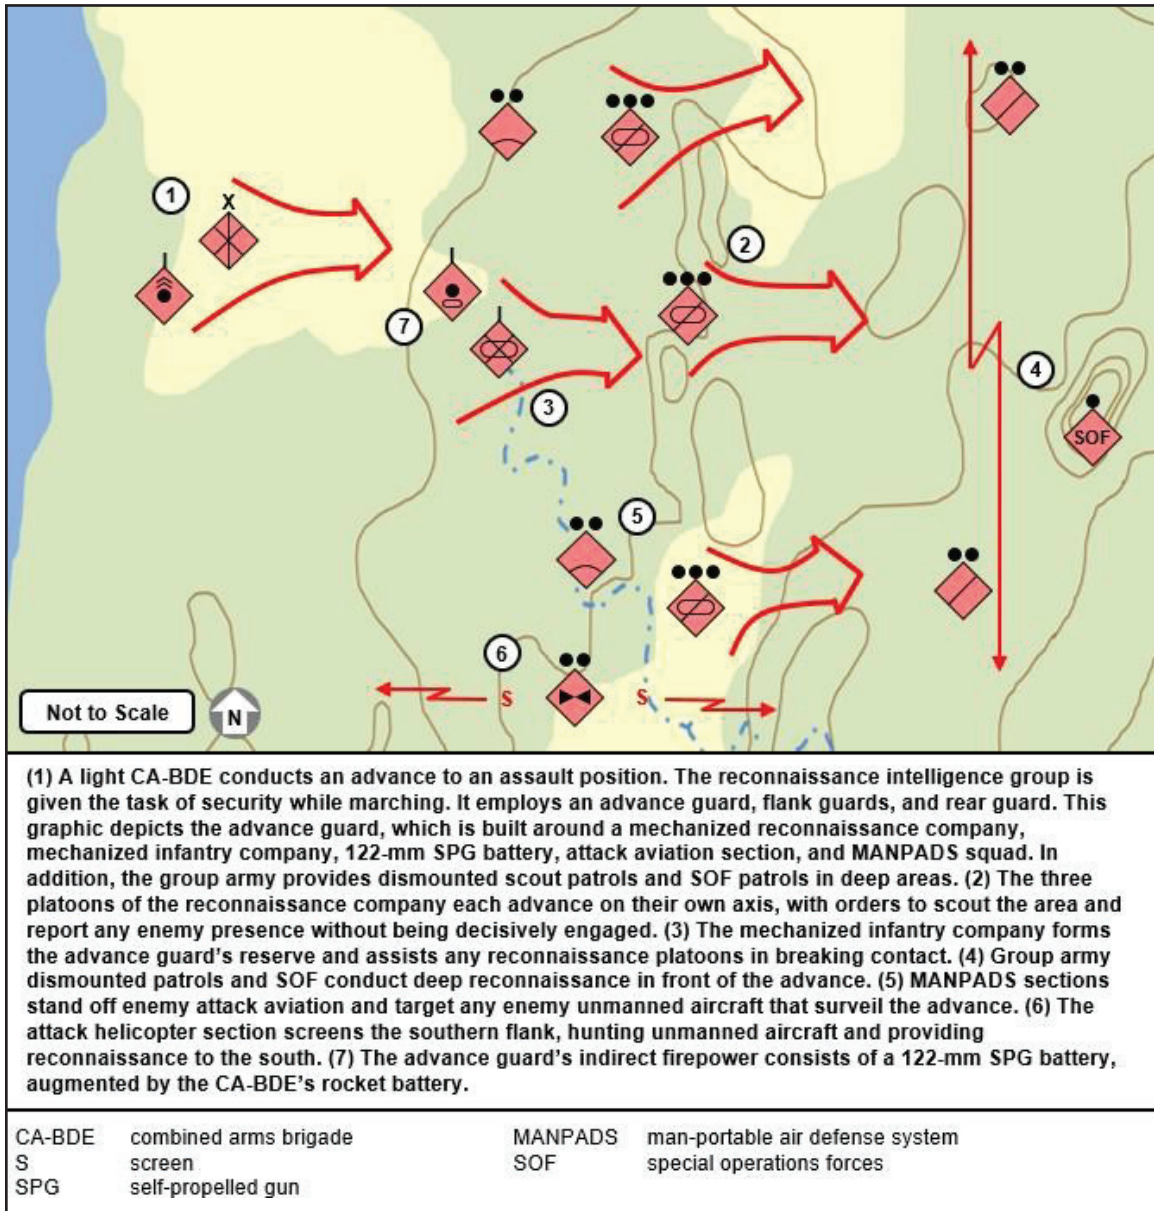 1
X
2
7
3
4
SOF
5
6
S
S
Not to Scale
N
(1) A light CA-BDE conducts an advance to an assault position. The reconnaissance intelligence group is
given the task of security while marching. It employs an advance guard, flank guards, and rear guard. This
graphic depicts the advance guard, which is built around a mechanized reconnaissance company,
mechanized infantry company, 122-mm SPG battery, attack aviation section, and MANPADS squad. In
addition, the group army provides dismounted scout patrols and SOF patrols in deep areas. (2) The three
platoons of the reconnaissance company each advance on their own axis, with orders to scout the area and
report any enemy presence without being decisively engaged. (3) The mechanized infantry company forms
the advance guard's reserve and assists any reconnaissance platoons in breaking contact. (4) Group army
dismounted patrols and SOF conduct deep reconnaissance in front of the advance. (5) MANPADS sections
stand off enemy attack aviation and target any enemy unmanned aircraft that surveil the advance. (6) The
attack helicopter section screens the southern flank, hunting unmanned aircraft and providing
reconnaissance to the south. (7) The advance guard's indirect firepower consists of a 122-mm SPG battery,
augmented by the CA-BDE's rocket battery.
CA-BDE combined arms brigade
S screen
SPG self-propelled gun
MANPADS man-portable air defense system
SOF special operations forces